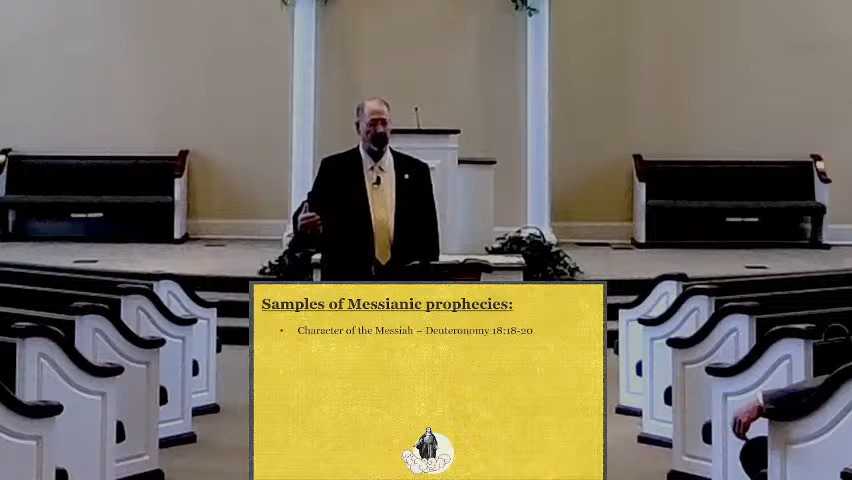 Samples of Messianic prophecies:
• Character of the Messiah – Deuteronomy 18:18-20